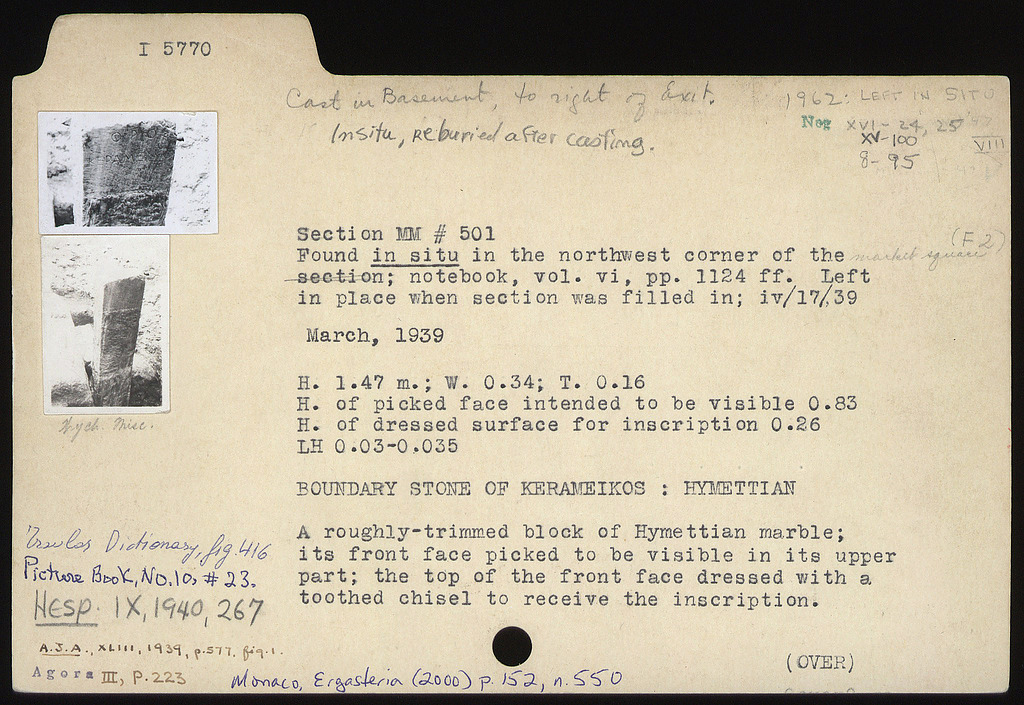 I 5770
Cast in Basement, to right of Exit.
In situ, reburied after casting.
1962: LEFT IN SITU
Neg XVI-24, 25
XV-100
8-95
VIII
Section MM # 501
(F 2)
Found in situ in the northwest corner of the market square
section; notebook, vol. vi, pp. 1124 ff. Left
in place when section was filled in; iv/17/39
March, 1939
H. 1.47 m.; W. 0.34; T. 0.16
H. of picked face intended to be visible 0.83
H. of dressed surface for inscription 0.26
LH 0.03-0.035
Wych. Misc.
BOUNDARY STONE OF KERAMEIKOS : HYMETTIAN
A roughly-trimmed block of Hymettian marble;
its front face picked to be visible in its upper
part; the top of the front face dressed with a
toothed chisel to receive the inscription.
Travlos Dictionary, fig. 416
Picture Book, No. 10, # 23.
Hesp. IX, 1940, 267
A.J.A., XLIII, 1939, p.577, fig.1.
Agora III, P.223
Monaco, Ergasteria (2000) p. 152, n. 550
(OVER)